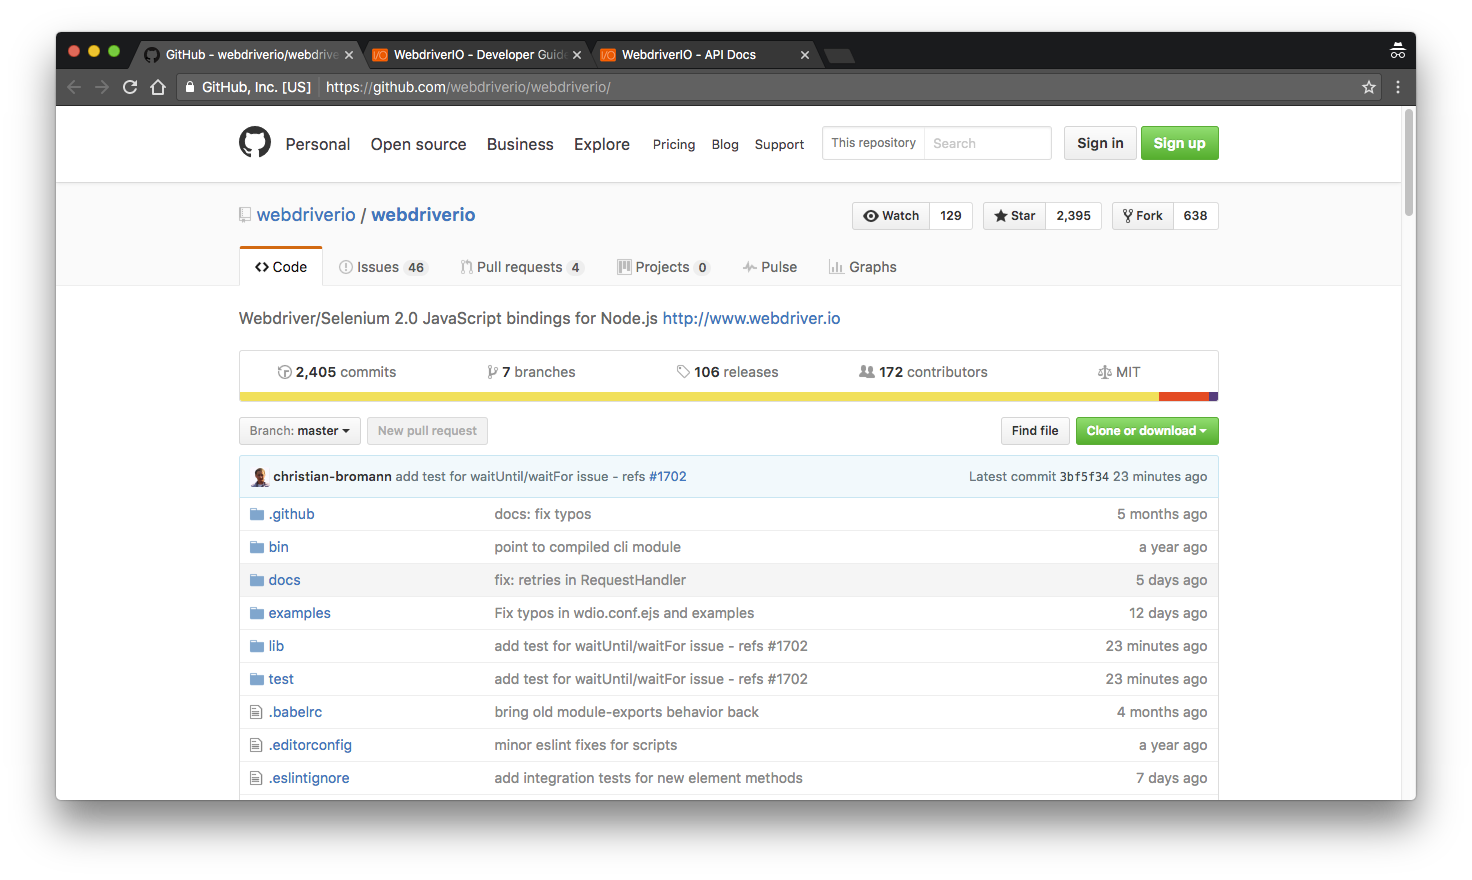 GitHub - webdriverio/webdrive
WebdriverIO - Developer Guid
WebdriverIO - API Docs
GitHub, Inc. [US] https://github.com/webdriverio/webdriverio/
Personal Open source Business Explore Pricing Blog Support This repository Search Sign in Sign up
webdriverio / webdriverio Watch 129 Star 2,395 Fork 638
Code Issues 46 Pull requests 4 Projects 0 Pulse Graphs
Webdriver/Selenium 2.0 JavaScript bindings for Node.js http://www.webdriver.io
2,405 commits 7 branches 106 releases 172 contributors MIT
Branch: master New pull request Find file Clone or download
christian-bromann add test for waitUntil/waitFor issue - refs #1702 Latest commit 3bf5f34 23 minutes ago
.github docs: fix typos 5 months ago
bin point to compiled cli module a year ago
docs fix: retries in RequestHandler 5 days ago
examples Fix typos in wdio.conf.ejs and examples 12 days ago
lib add test for waitUntil/waitFor issue - refs #1702 23 minutes ago
test add test for waitUntil/waitFor issue - refs #1702 23 minutes ago
.babelrc bring old module-exports behavior back 4 months ago
.editorconfig minor eslint fixes for scripts a year ago
.eslintignore add integration tests for new element methods 7 days ago